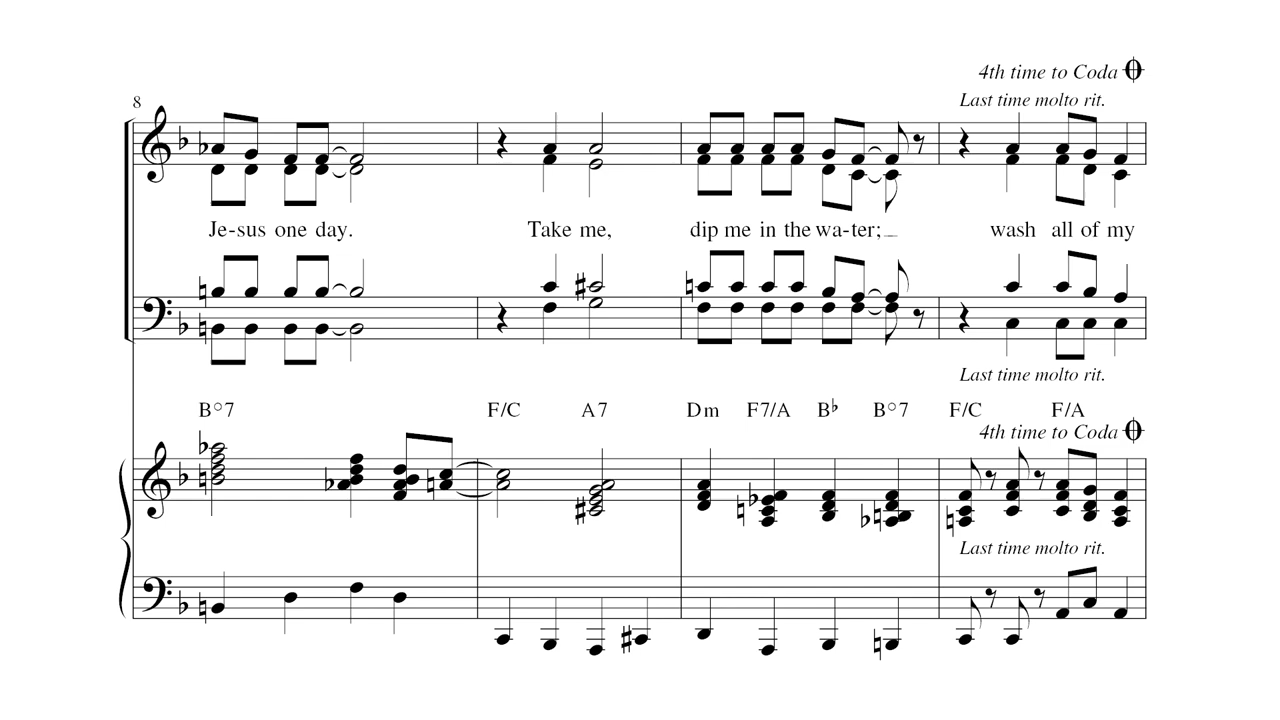 4th time to Coda
8
Last time molto rit.
Je-sus one day. Take me, dip me in the wa-ter; wash all of my
Last time molto rit.
B°7 F/C A7 Dm F7/A B♭ B°7 F/C F/A
4th time to Coda
Last time molto rit.